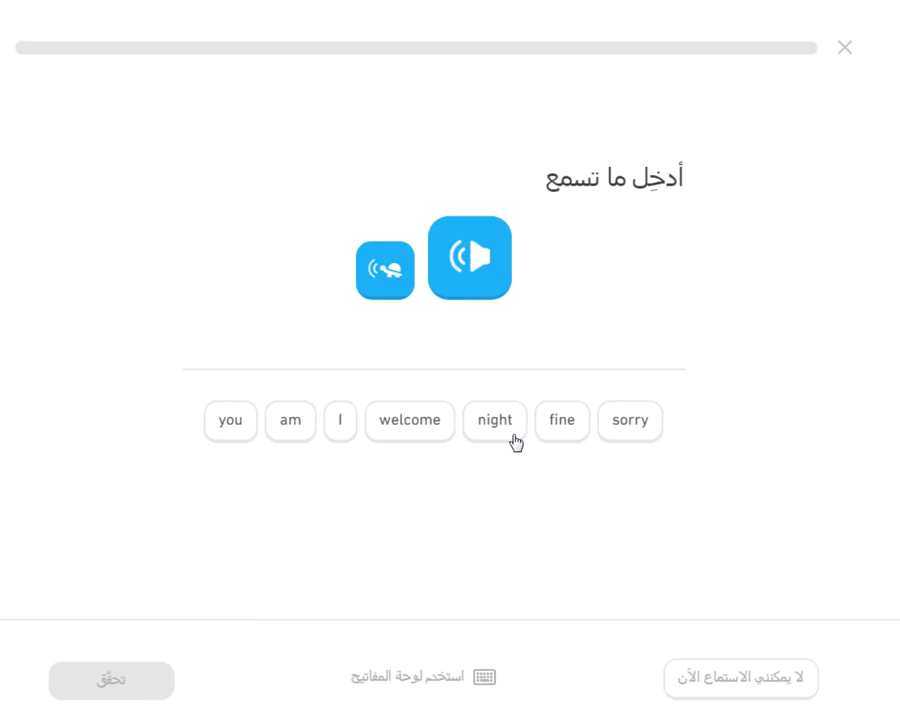 أدخِل ما تسمع
you am I welcome night fine sorry
لا يمكنني الاستماع الآن استخدم لوحة المفاتيح تحقَّق